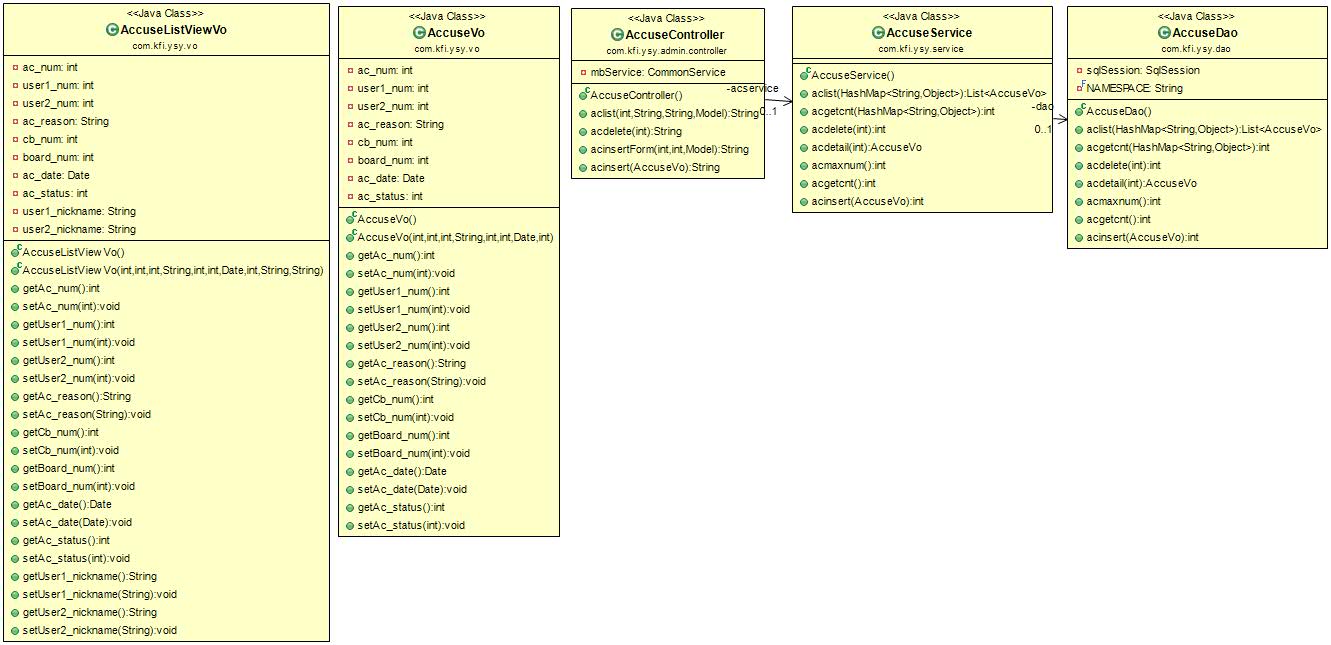 <<Java Class>>
AccuseListViewVo
com.kfi.ysy.vo
ac_num: int
user1_num: int
user2_num: int
ac_reason: String
cb_num: int
board_num: int
ac_date: Date
ac_status: int
user1_nickname: String
user2_nickname: String
AccuseListView Vo()
AccuseListView Vo(int,int,int,String,int,int,Date,int,String,String)
getAc_num():int
setAc_num(int):void
getUser1_num():int
setUser1_num(int):void
getUser2_num():int
setUser2_num(int):void
getAc_reason():String
setAc_reason(String):void
getCb_num():int
setCb_num(int):void
getBoard_num():int
setBoard_num(int):void
getAc_date():Date
setAc_date(Date):void
getAc_status():int
setAc_status(int):void
getUser1_nickname():String
setUser1_nickname(String):void
getUser2_nickname():String
setUser2_nickname(String):void
<<Java Class>>
AccuseVo
com.kfi.ysy.vo
ac_num: int
user1_num: int
user2_num: int
ac_reason: String
cb_num: int
board_num: int
ac_date: Date
ac_status: int
AccuseVo()
AccuseVo(int,int,int,String,int,int,Date,int)
getAc_num():int
setAc_num(int):void
getUser1_num():int
setUser1_num(int):void
getUser2_num():int
setUser2_num(int):void
getAc_reason():String
setAc_reason(String):void
getCb_num():int
setCb_num(int):void
getBoard_num():int
setBoard_num(int):void
getAc_date():Date
setAc_date(Date):void
getAc_status():int
setAc_status(int):void
<<Java Class>>
AccuseController
com.kfi.ysy.admin.controller
mbService: CommonService
AccuseController()
aclist(int,String,String,Model):String
acdelete(int):String
acinsertForm(int,int,Model):String
acinsert(AccuseVo):String
-acservice
0..1
<<Java Class>>
AccuseService
com.kfi.ysy.service
AccuseService()
aclist(HashMap<String,Object>):List<AccuseVo>
acgetcnt(HashMap<String,Object>):int
acdelete(int):int
acdetail(int):AccuseVo
acmaxnum():int
acgetcnt():int
acinsert(AccuseVo):int
-dao
0..1
<<Java Class>>
AccuseDao
com.kfi.ysy.dao
sqlSession: SqlSession
NAMESPACE: String
AccuseDao()
aclist(HashMap<String,Object>):List<AccuseVo>
acgetcnt(HashMap<String,Object>):int
acdelete(int):int
acdetail(int):AccuseVo
acmaxnum():int
acgetcnt():int
acinsert(AccuseVo):int